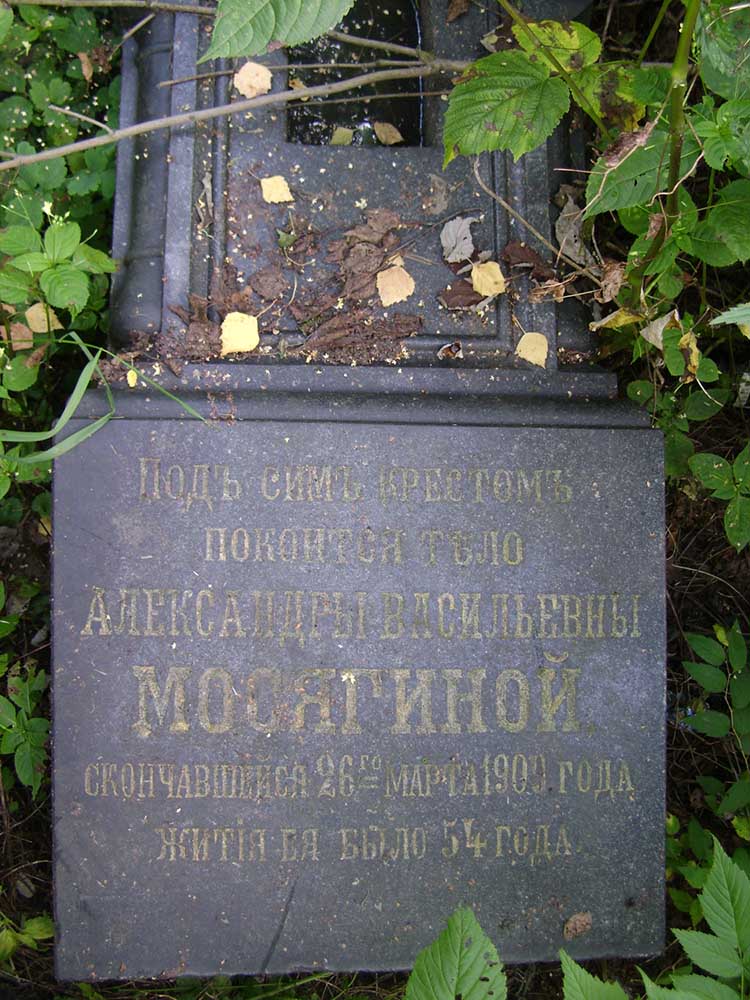 Подъ симъ крестомъ
покоится тѣло
Александры Васильевны
Мосягиной.
скончавшейся 26го марта 1909 года
житія ея было 54 года.